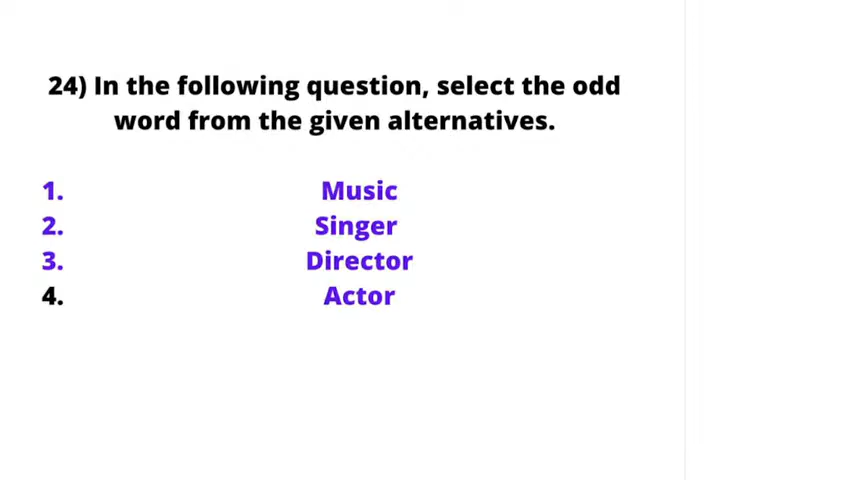 24) In the following question, select the odd
word from the given alternatives.
1. Music
2. Singer
3. Director
4. Actor